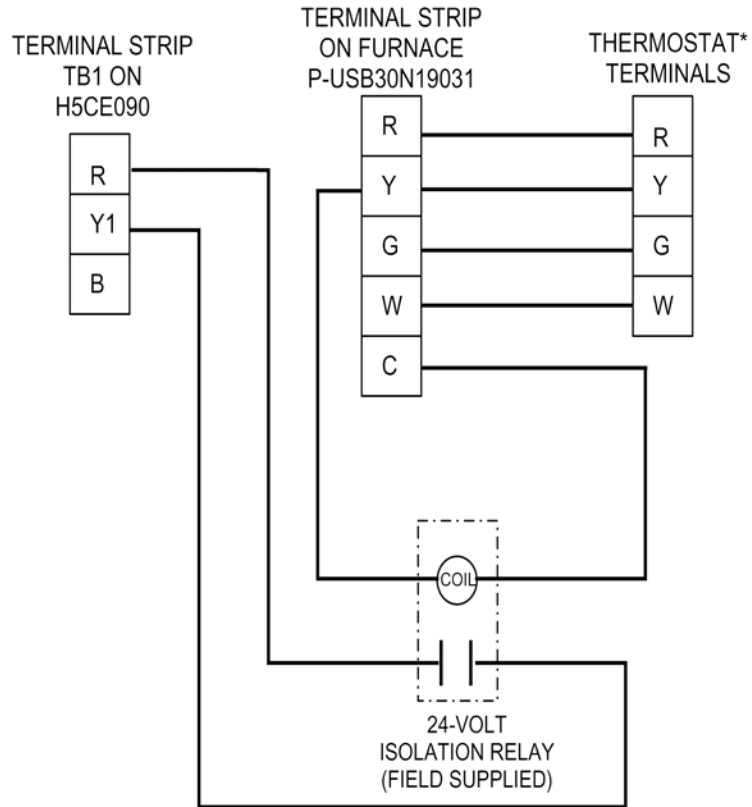 TERMINAL STRIP
TB1 ON
H5CE090
R
Y1
B
TERMINAL STRIP
ON FURNACE
P-USB30N19031
R
Y
G
W
C
THERMOSTAT*
TERMINALS
R
Y
G
W
COIL
24-VOLT
ISOLATION RELAY
(FIELD SUPPLIED)